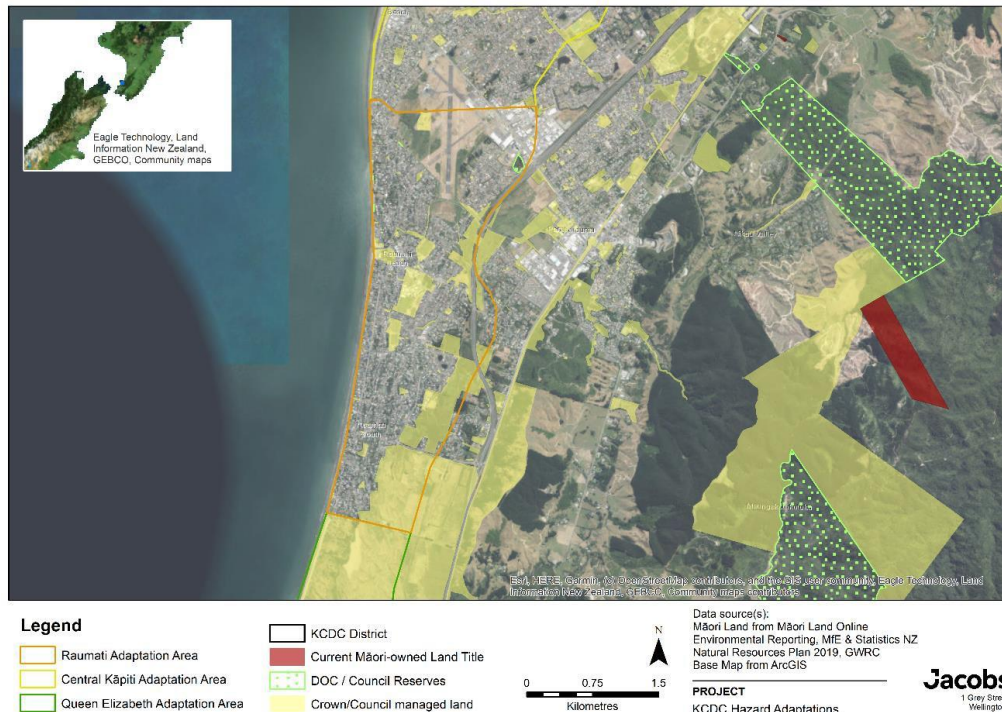 Eagle Technology, Land
Information New Zealand,
GEBCO, Community maps
Esri, HERE, Garmin, (c) OpenStreetMap contributors, and the GIS user community, Eagle Technology, Land
Information New Zealand, GEBCO, Community maps contributors
Legend
Raumati Adaptation Area
Central Kāpiti Adaptation Area
Queen Elizabeth Adaptation Area
KCDC District
Current Māori-owned Land Title
DOC / Council Reserves
Crown/Council managed land
N
0 0.75 1.5
Kilometres
Data source(s):
Māori Land from Māori Land Online
Environmental Reporting, MfE & Statistics NZ
Natural Resources Plan 2019, GWRC
Base Map from ArcGIS
PROJECT
KCDC Hazard Adaptations
Jacobs
1 Grey Stre
Wellingto